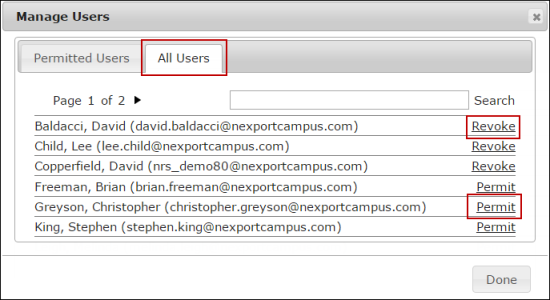 Manage Users
Permitted Users All Users
Page 1 of 2 Search
Baldacci, David (david.baldacci@nexportcampus.com) Revoke
Child, Lee (lee.child@nexportcampus.com) Revoke
Copperfield, David (nrs_demo80@nexportcampus.com) Revoke
Freeman, Brian (brian.freeman@nexportcampus.com) Permit
Greyson, Christopher (christopher.greyson@nexportcampus.com) Permit
King, Stephen (stephen.king@nexportcampus.com) Permit
Done